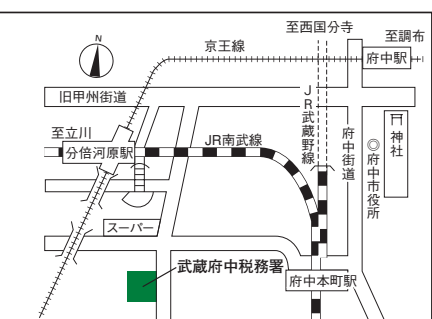 至西国分寺
至調布
N
京王線
府中駅
旧甲州街道
JR武蔵野線
神社
至立川
JR南武線
府中街道
◎府中市役所
分倍河原駅
スーパー
武蔵府中税務署
府中本町駅